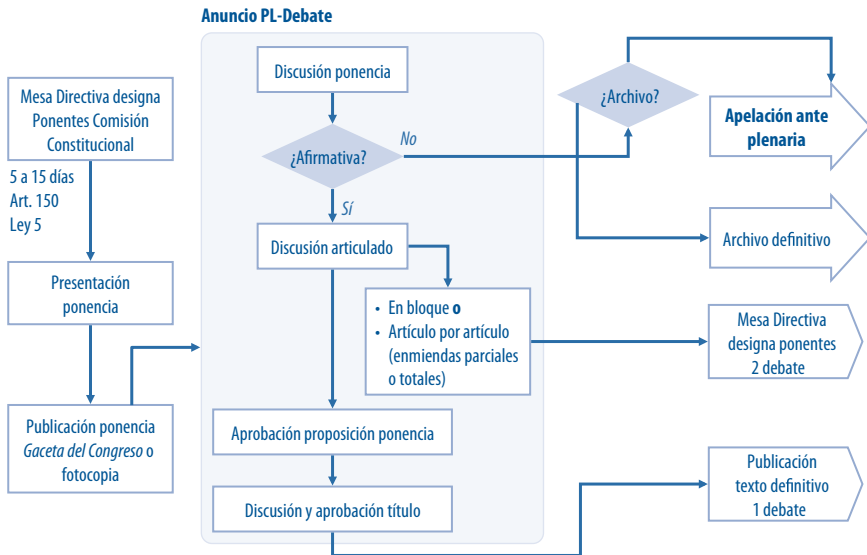 Anuncio PL-Debate
Mesa Directiva designa
Ponentes Comisión
Constitucional
5 a 15 días
Art. 150
Ley 5
Presentación
ponencia
Publicación ponencia
Gaceta del Congreso o
fotocopia
Discusión ponencia
¿Afirmativa?
No
Sí
Discusión articulado
• En bloque o
• Artículo por artículo
(enmiendas parciales
o totales)
Aprobación proposición ponencia
Discusión y aprobación título
¿Archivo?
Apelación ante
plenaria
Archivo definitivo
Mesa Directiva
designa ponentes
2 debate
Publicación
texto definitivo
1 debate